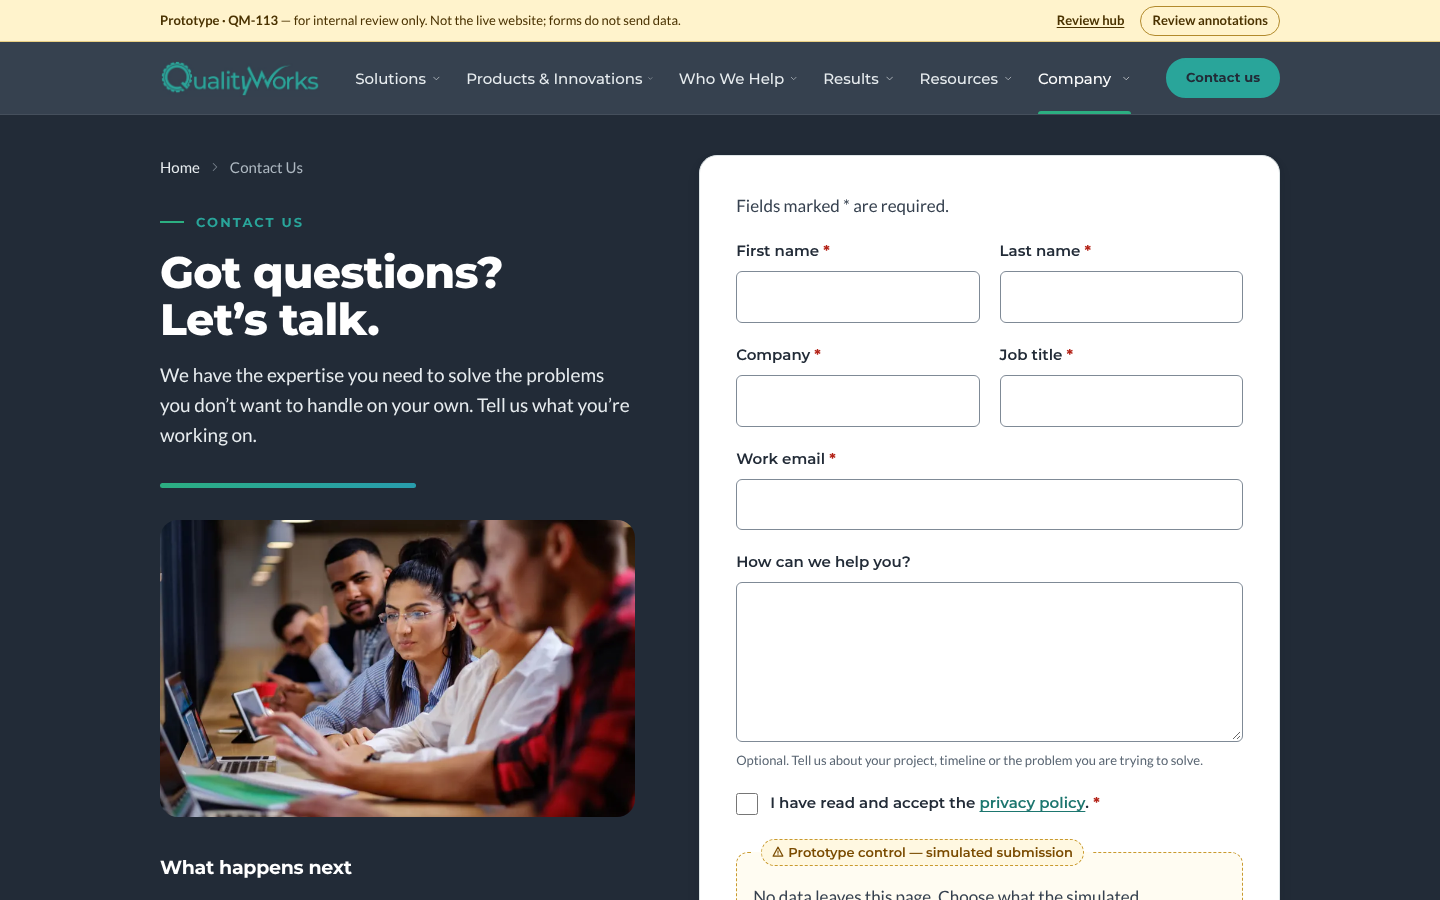 Prototype · QM-113 — for internal review only. Not the live website; forms do not send data.
Review hub
Review annotations
QualityWorks
Solutions
Products & Innovations
Who We Help
Results
Resources
Company
Contact us
Home
Contact Us
CONTACT US
Got questions?
Let’s talk.
We have the expertise you need to solve the problems
you don’t want to handle on your own. Tell us what you’re
working on.
What happens next
Fields marked * are required.
First name *
Last name *
Company *
Job title *
Work email *
How can we help you?
Optional. Tell us about your project, timeline or the problem you are trying to solve.
I have read and accept the privacy policy. *
⚠ Prototype control — simulated submission
No data leaves this page. Choose what the simulated